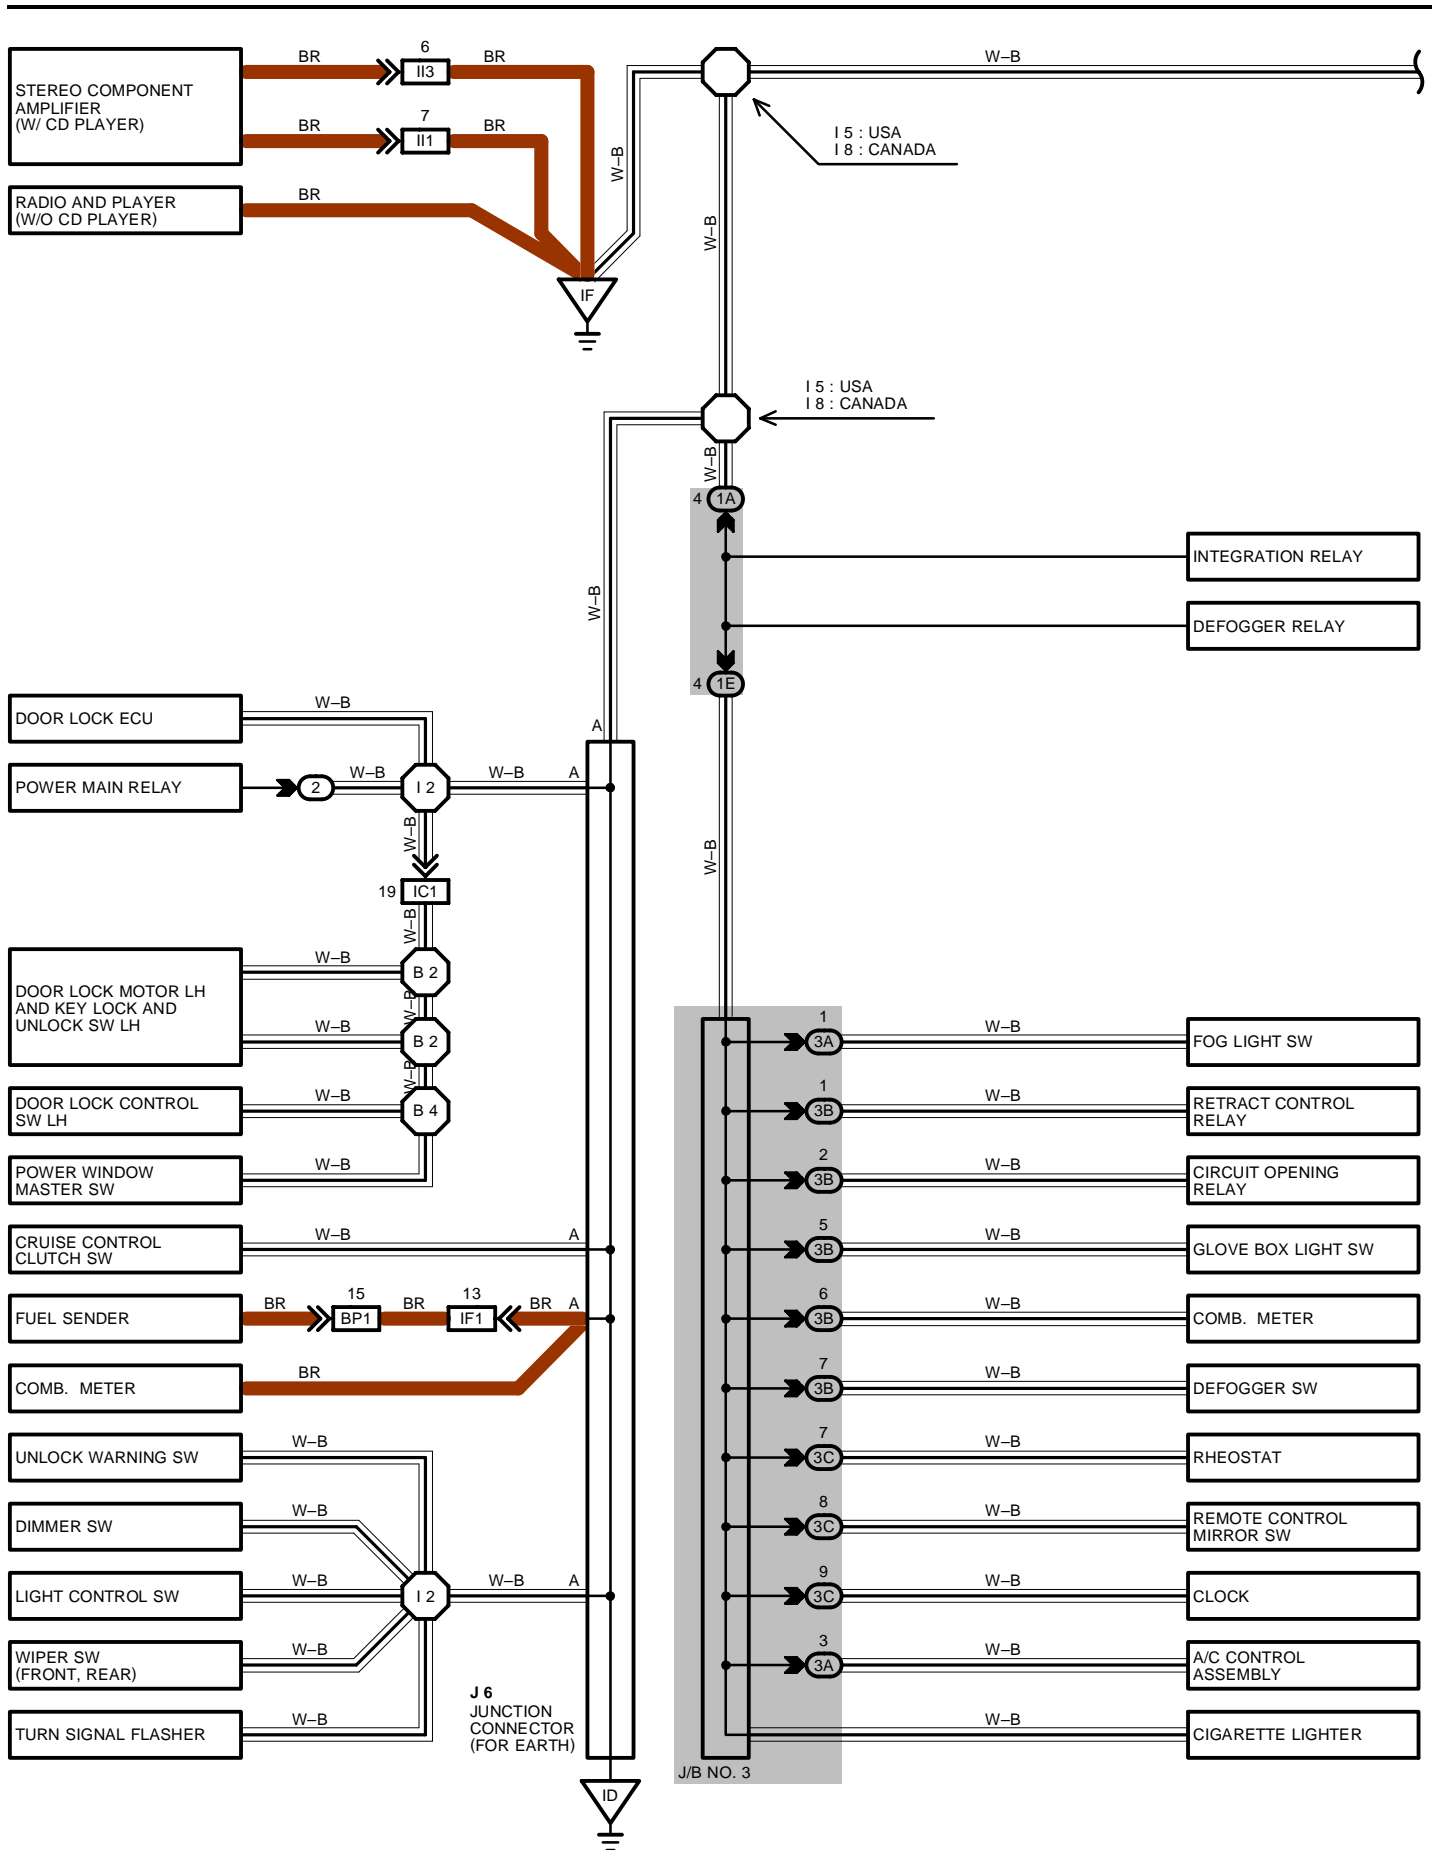 BR
6
II3
BR
W–B
STEREO COMPONENT
AMPLIFIER
(W/ CD PLAYER)
BR
7
II1
BR
I 5 : USA
I 8 : CANADA
W–B
RADIO AND PLAYER
(W/O CD PLAYER)
BR
W–B
IF
I 5 : USA
I 8 : CANADA
W–B
4 1A
INTEGRATION RELAY
W–B
DEFOGGER RELAY
4 1E
DOOR LOCK ECU
W–B
A
POWER MAIN RELAY
2
W–B
I 2
W–B
A
W–B
W–B
19 IC1
W–B
DOOR LOCK MOTOR LH
AND KEY LOCK AND
UNLOCK SW LH
W–B
B 2
W–B
W–B
B 2
1
3A
W–B
FOG LIGHT SW
W–B
DOOR LOCK CONTROL
SW LH
W–B
B 4
1
3B
W–B
RETRACT CONTROL
RELAY
POWER WINDOW
MASTER SW
W–B
2
3B
W–B
CIRCUIT OPENING
RELAY
CRUISE CONTROL
CLUTCH SW
W–B
A
5
3B
W–B
GLOVE BOX LIGHT SW
FUEL SENDER
BR
15
BP1
BR
13
IF1
BR
A
6
3B
W–B
COMB. METER
COMB. METER
BR
7
3B
W–B
DEFOGGER SW
UNLOCK WARNING SW
W–B
7
3C
W–B
RHEOSTAT
DIMMER SW
W–B
8
3C
W–B
REMOTE CONTROL
MIRROR SW
LIGHT CONTROL SW
W–B
I 2
W–B
A
9
3C
W–B
CLOCK
WIPER SW
(FRONT, REAR)
W–B
3
3A
W–B
A/C CONTROL
ASSEMBLY
TURN SIGNAL FLASHER
W–B
J 6
JUNCTION
CONNECTOR
(FOR EARTH)
W–B
CIGARETTE LIGHTER
J/B NO. 3
ID